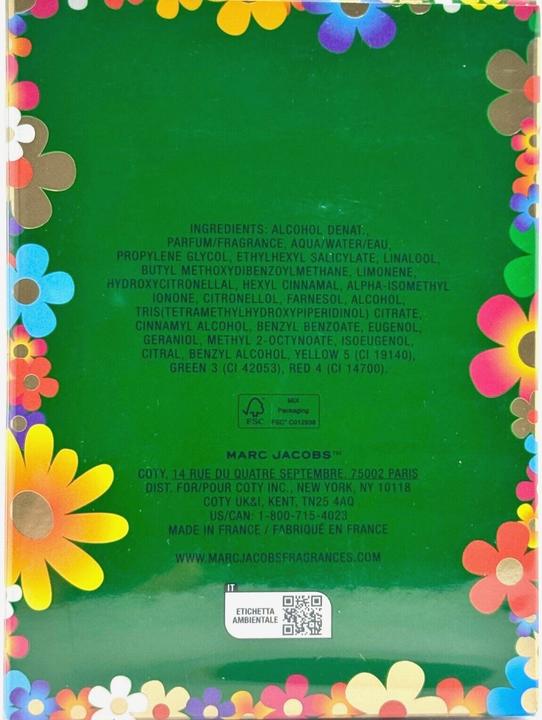 INGREDIENTS: ALCOHOL DENAT.,
PARFUM/FRAGRANCE, AQUA/WATER/EAU,
PROPYLENE GLYCOL, ETHYLHEXYL SALICYLATE, LINALOOL,
BUTYL METHOXYDIBENZOYLMETHANE, LIMONENE,
HYDROXYCITRONELLAL, HEXYL CINNAMAL, ALPHA-ISOMETHYL
IONONE, CITRONELLOL, FARNESOL, ALCOHOL,
TRIS(TETRAMETHYLHYDROXYPIPERIDINOL) CITRATE,
CINNAMYL ALCOHOL, BENZYL BENZOATE, EUGENOL,
GERANIOL, METHYL 2-OCTYNOATE, ISOEUGENOL,
CITRAL, BENZYL ALCOHOL, YELLOW 5 (CI 19140),
GREEN 3 (CI 42053), RED 4 (CI 14700).
MIX
Packaging
FSC FSC® C012938
MARC JACOBS™
COTY, 14 RUE DU QUATRE SEPTEMBRE, 75002 PARIS
DIST. FOR/POUR COTY INC., NEW YORK, NY 10118
COTY UK&I, KENT, TN25 4AQ
US/CAN: 1-800-715-4023
MADE IN FRANCE / FABRIQUÉ EN FRANCE
WWW.MARCJACOBSFRAGRANCES.COM
IT
ETICHETTA
AMBIENTALE